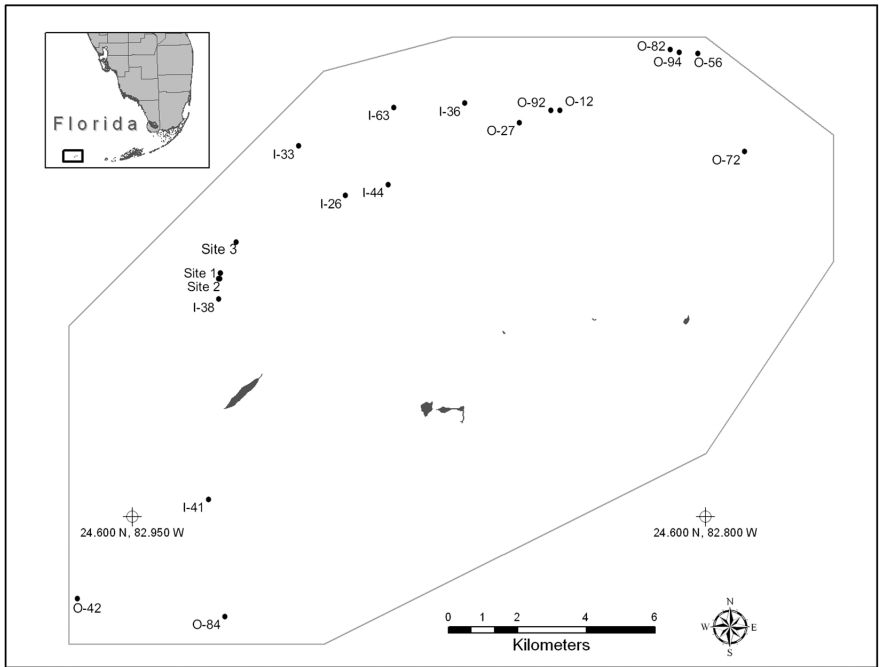 Florida
O-82
O-94
O-56
I-63
I-36
O-92
O-12
O-27
I-33
O-72
I-26
I-44
Site 3
Site 1
Site 2
I-38
I-41
24.600 N, 82.950 W
24.600 N, 82.800 W
O-42
O-84
0 2 4 6
Kilometers
N
W E
S